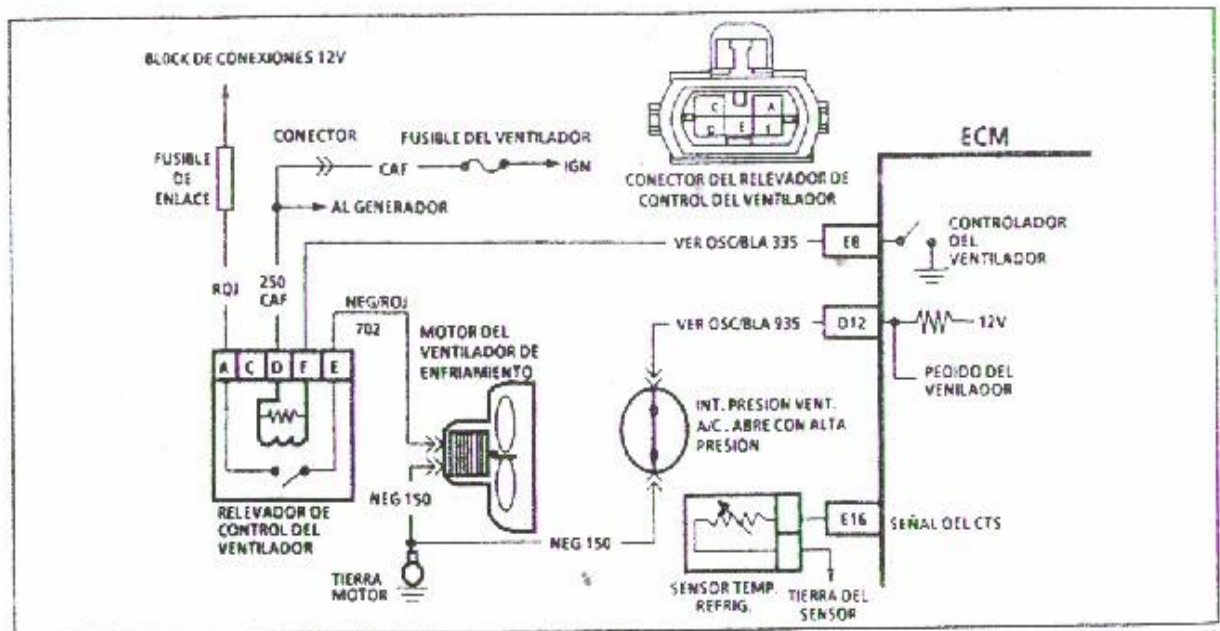 BLOCK DE CONEXIONES 12V
FUSIBLE
DE
ENLACE
CONECTOR
FUSIBLE DEL VENTILADOR
CAF
IGN
AL GENERADOR
C
A
D
E
CONECTOR DEL RELEVADOR DE
CONTROL DEL VENTILADOR
ECM
VER OSC/BLA 335
E8
CONTROLADOR
DEL
VENTILADOR
ROJ
250
CAF
NEG/ROJ
702
MOTOR DEL
VENTILADOR DE
ENFRIAMIENTO
VER OSC/BLA 935
D12
12V
PEDIDO DEL
VENILADOR
A C D F E
INT. PRESION VENT.
A/C. ABRE CON ALTA
PRESIÓN
NEG 150
NEG 150
RELEVADOR DE
CONTROL DEL
VENTILADOR
TIERRA
MOTOR
E16
SEÑAL DEL CTS
SENSOR TEMP.
REFRIG.
TIERRA DEL
SENSOR